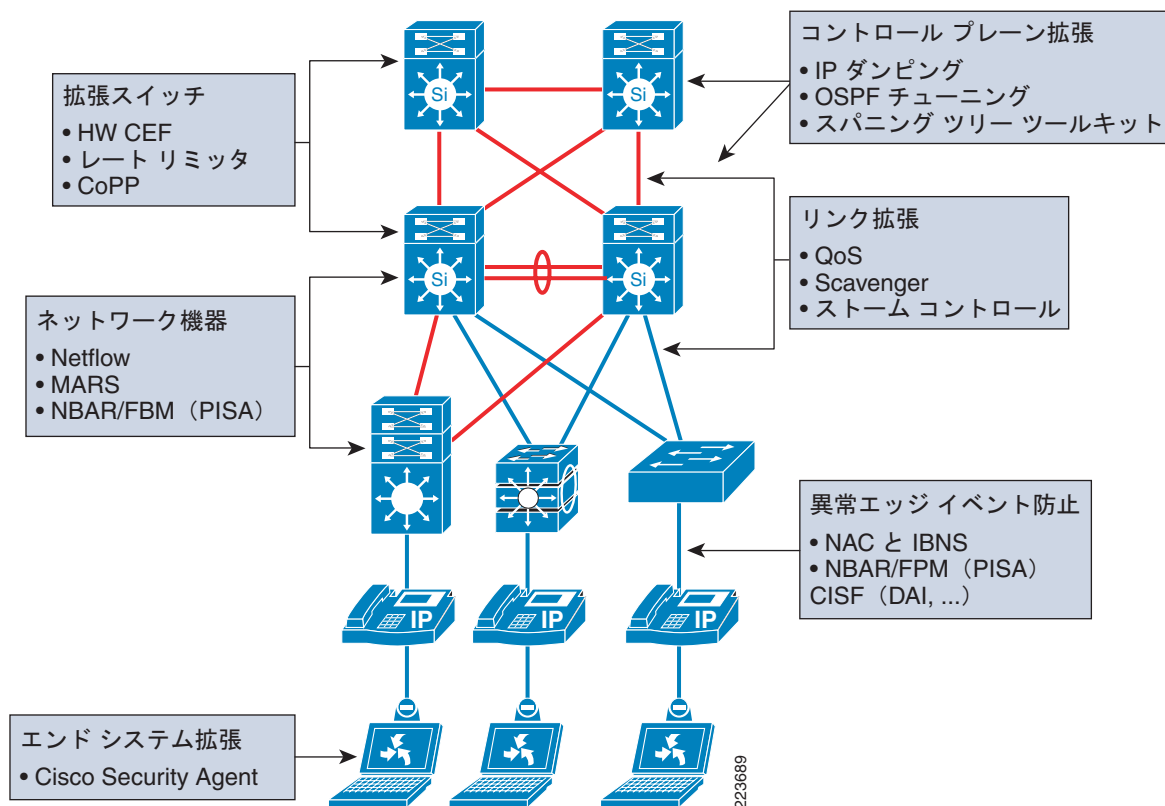 コントロール プレーン拡張
• IP ダンピング
• OSPF チューニング
• スパニング ツリー ツールキット
拡張スイッチ
• HW CEF
• レート リミッタ
• CoPP
Si
Si
リンク拡張
• QoS
• Scavenger
• ストーム コントロール
Si
Si
ネットワーク機器
• Netflow
• MARS
• NBAR/FBM（PISA）
異常エッジ イベント防止
• NAC と IBNS
• NBAR/FPM（PISA）
CISF（DAI, ...）
IP
IP
IP
エンド システム拡張
• Cisco Security Agent
223689